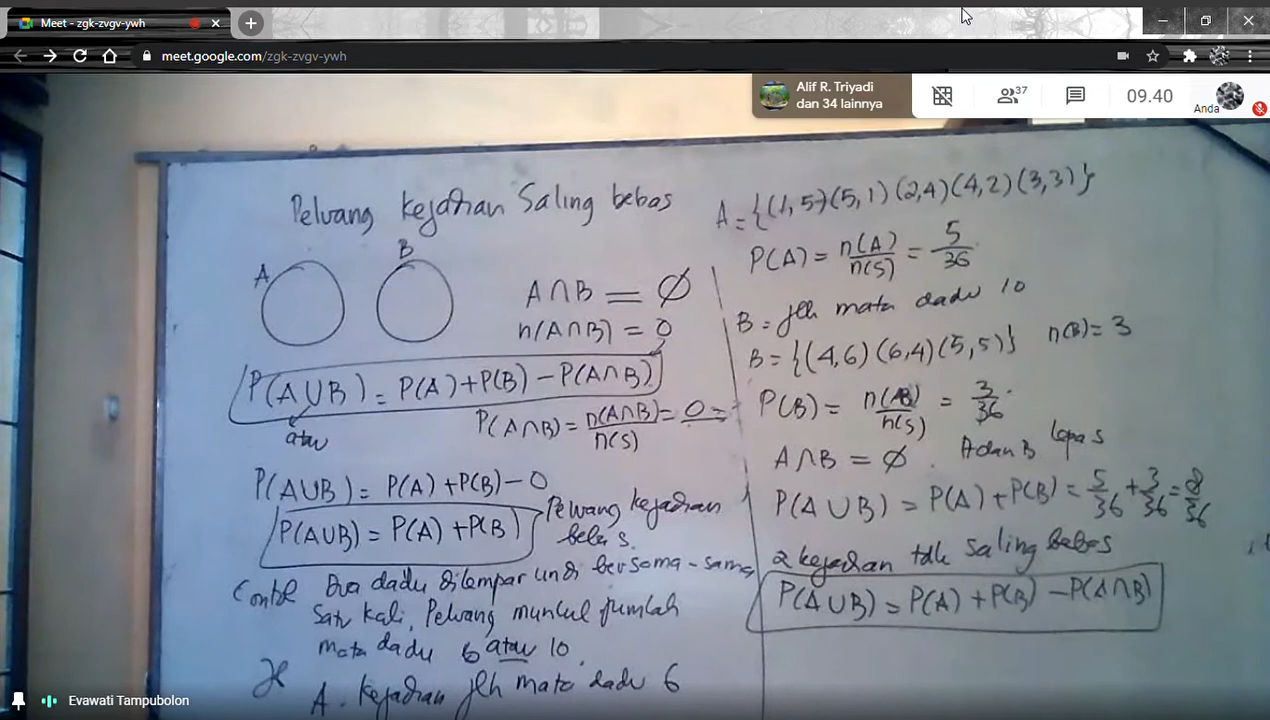 Meet - zgk-zvgv-ywh
meet.google.com/zgk-zvgv-ywh
Alif R. Triyadi
dan 34 lainnya
37
09.40
Anda
Peluang kejadian Saling bebas
A B
A∩B = ∅
n(A∩B) = 0
P(A∪B) = P(A)+P(B) – P(A∩B)
atau
P(A∩B) = n(A∩B)/n(S) = 0 =
P(A∪B) = P(A)+P(B) – 0
P(A∪B) = P(A)+P(B)
Peluang kejadian
bebas.
Contoh Dua dadu dilempar undi bersama-sama
satu kali. Peluang muncul jumlah
mata dadu 6 atau 10.
A. kejadian jlh mata dadu 6
A = {(1,5)(5,1)(2,4)(4,2)(3,3)}
P(A) = n(A)/n(S) = 5/36
B = jlh mata dadu 10
B = {(4,6)(6,4)(5,5)} n(B) = 3
P(B) = n(B)/n(S) = 3/36.
A∩B = ∅. A dan B lepas
P(A∪B) = P(A)+P(B) = 5/36 + 3/36 = 8/36
2 kejadian tdk saling bebas
P(A∪B) = P(A)+P(B) – P(A∩B)
Evawati Tampubolon